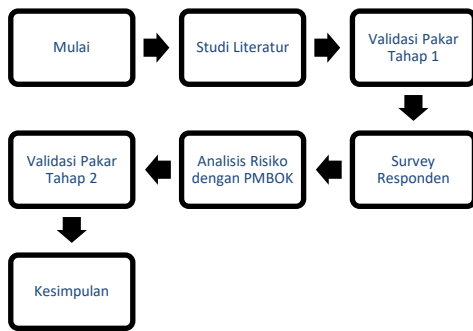 Mulai
Studi Literatur
Validasi Pakar
Tahap 1
Survey
Responden
Analisis Risiko
dengan PMBOK
Validasi Pakar
Tahap 2
Kesimpulan